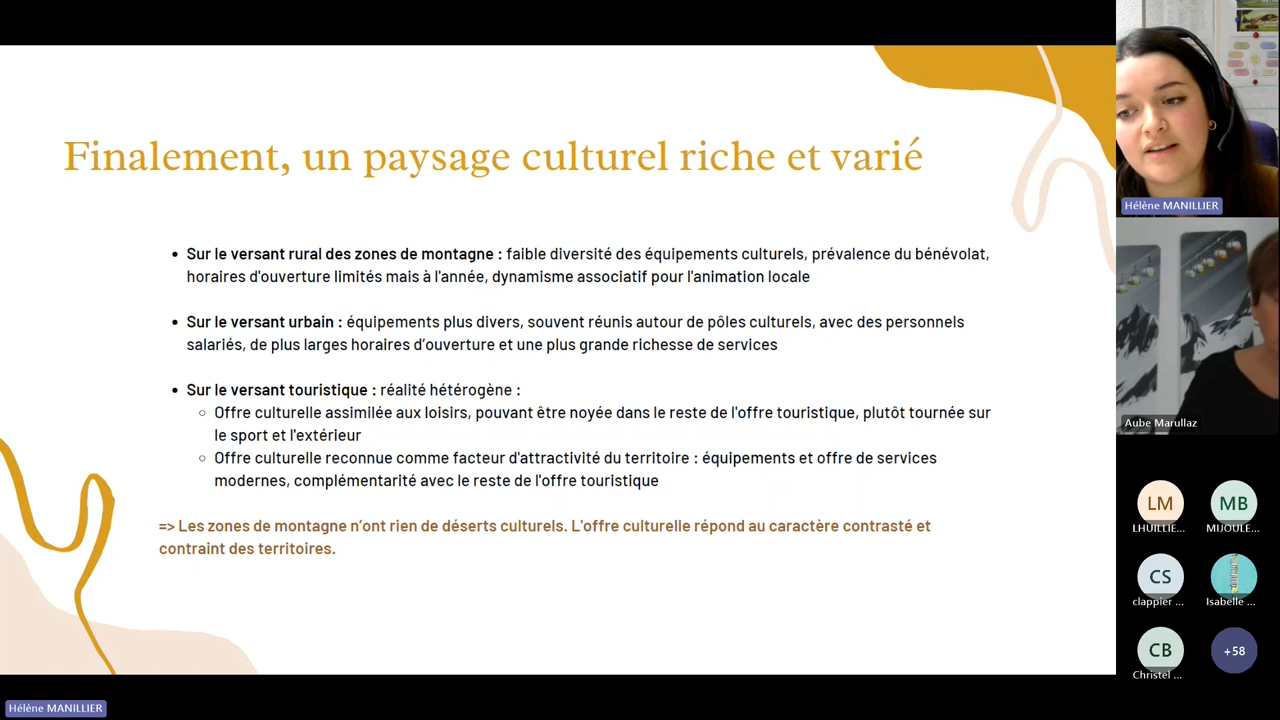 Finalement, un paysage culturel riche et varié
• Sur le versant rural des zones de montagne : faible diversité des équipements culturels, prévalence du bénévolat,
horaires d'ouverture limités mais à l'année, dynamisme associatif pour l'animation locale
• Sur le versant urbain : équipements plus divers, souvent réunis autour de pôles culturels, avec des personnels
salariés, de plus larges horaires d’ouverture et une plus grande richesse de services
• Sur le versant touristique : réalité hétérogène :
○ Offre culturelle assimilée aux loisirs, pouvant être noyée dans le reste de l'offre touristique, plutôt tournée sur
le sport et l'extérieur
○ Offre culturelle reconnue comme facteur d'attractivité du territoire : équipements et offre de services
modernes, complémentarité avec le reste de l'offre touristique
=> Les zones de montagne n’ont rien de déserts culturels. L'offre culturelle répond au caractère contrasté et
contraint des territoires.
Hélène MANILLIER
Aube Marullaz
LM
LHUILLIE...
MB
MIJOULE...
CS
clappier ...
Isabelle ...
CB
Christel ...
+58
Hélène MANILLIER